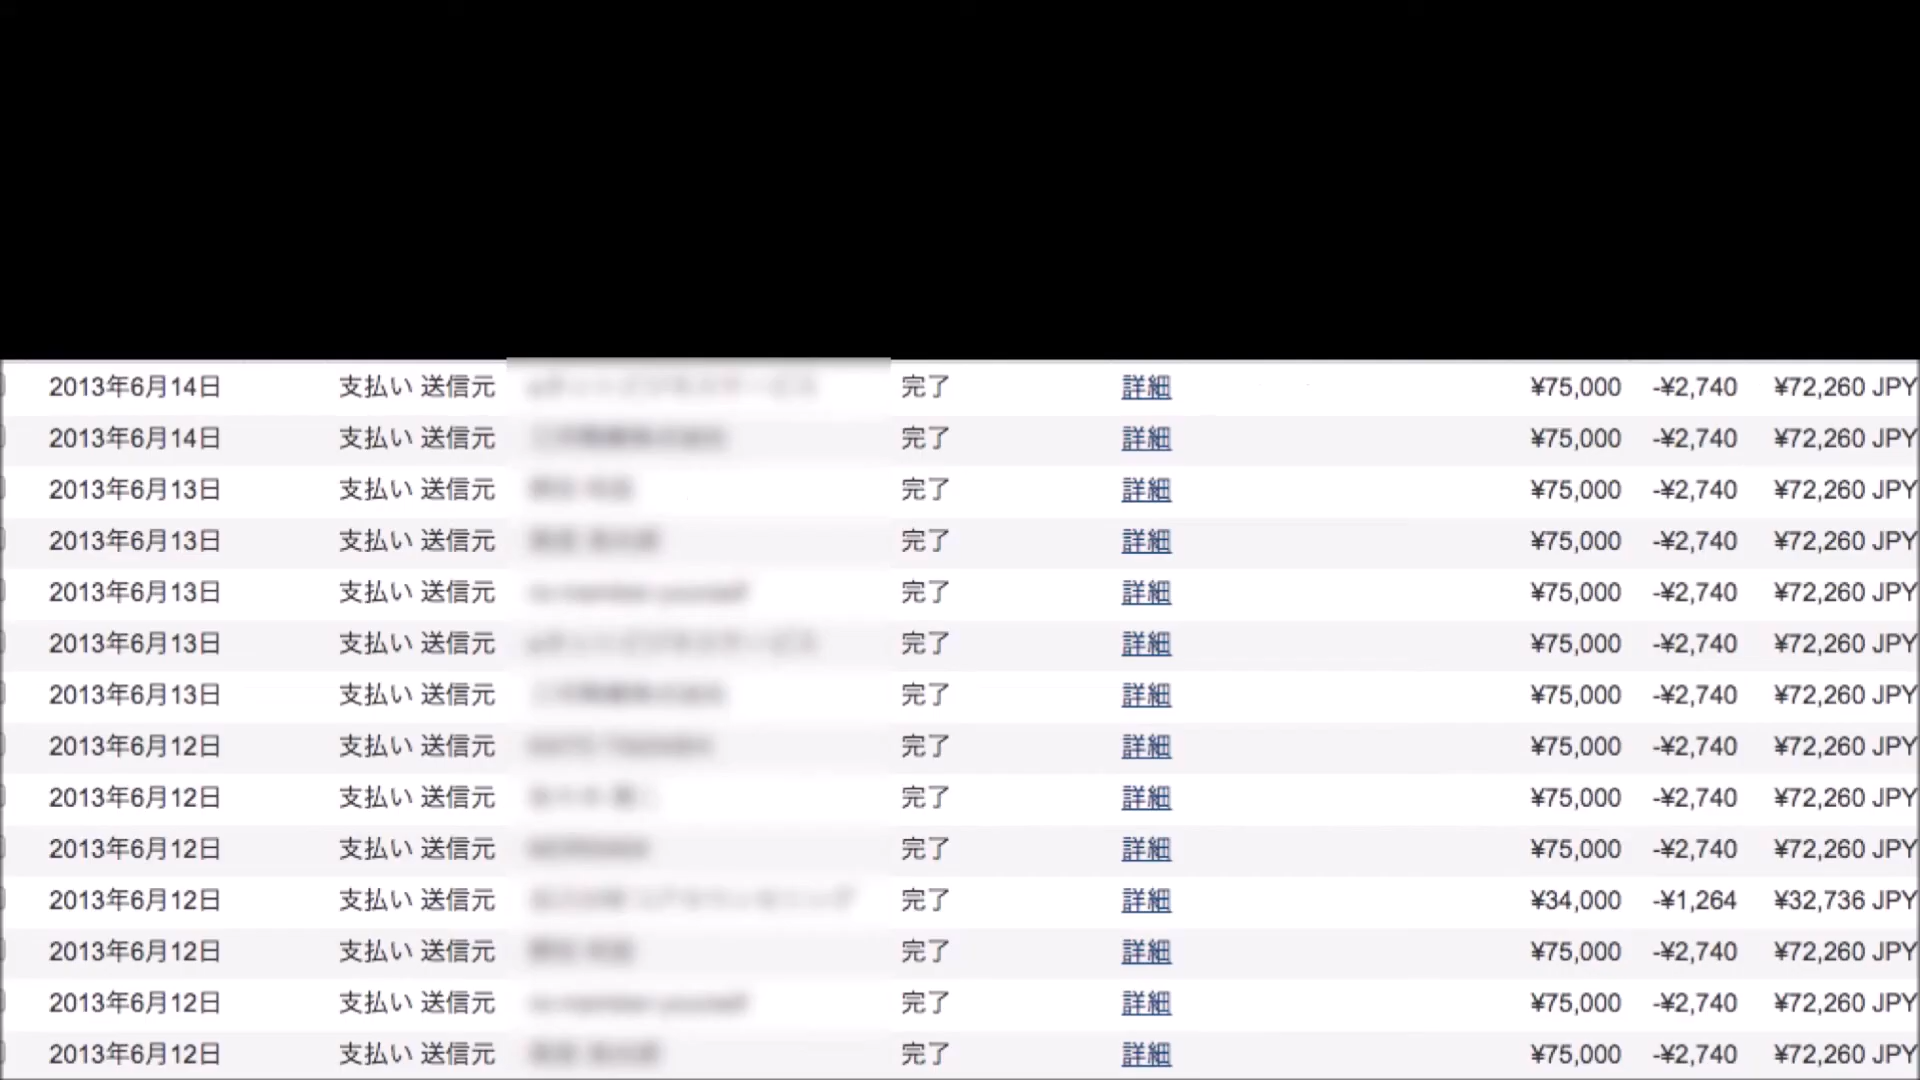 2013年6月14日 支払い 送信元 完了 詳細 ¥75,000 -¥2,740 ¥72,260 JPY
2013年6月14日 支払い 送信元 完了 詳細 ¥75,000 -¥2,740 ¥72,260 JPY
2013年6月13日 支払い 送信元 完了 詳細 ¥75,000 -¥2,740 ¥72,260 JPY
2013年6月13日 支払い 送信元 完了 詳細 ¥75,000 -¥2,740 ¥72,260 JPY
2013年6月13日 支払い 送信元 完了 詳細 ¥75,000 -¥2,740 ¥72,260 JPY
2013年6月13日 支払い 送信元 完了 詳細 ¥75,000 -¥2,740 ¥72,260 JPY
2013年6月13日 支払い 送信元 完了 詳細 ¥75,000 -¥2,740 ¥72,260 JPY
2013年6月12日 支払い 送信元 完了 詳細 ¥75,000 -¥2,740 ¥72,260 JPY
2013年6月12日 支払い 送信元 完了 詳細 ¥75,000 -¥2,740 ¥72,260 JPY
2013年6月12日 支払い 送信元 完了 詳細 ¥75,000 -¥2,740 ¥72,260 JPY
2013年6月12日 支払い 送信元 完了 詳細 ¥34,000 -¥1,264 ¥32,736 JPY
2013年6月12日 支払い 送信元 完了 詳細 ¥75,000 -¥2,740 ¥72,260 JPY
2013年6月12日 支払い 送信元 完了 詳細 ¥75,000 -¥2,740 ¥72,260 JPY
2013年6月12日 支払い 送信元 完了 詳細 ¥75,000 -¥2,740 ¥72,260 JPY